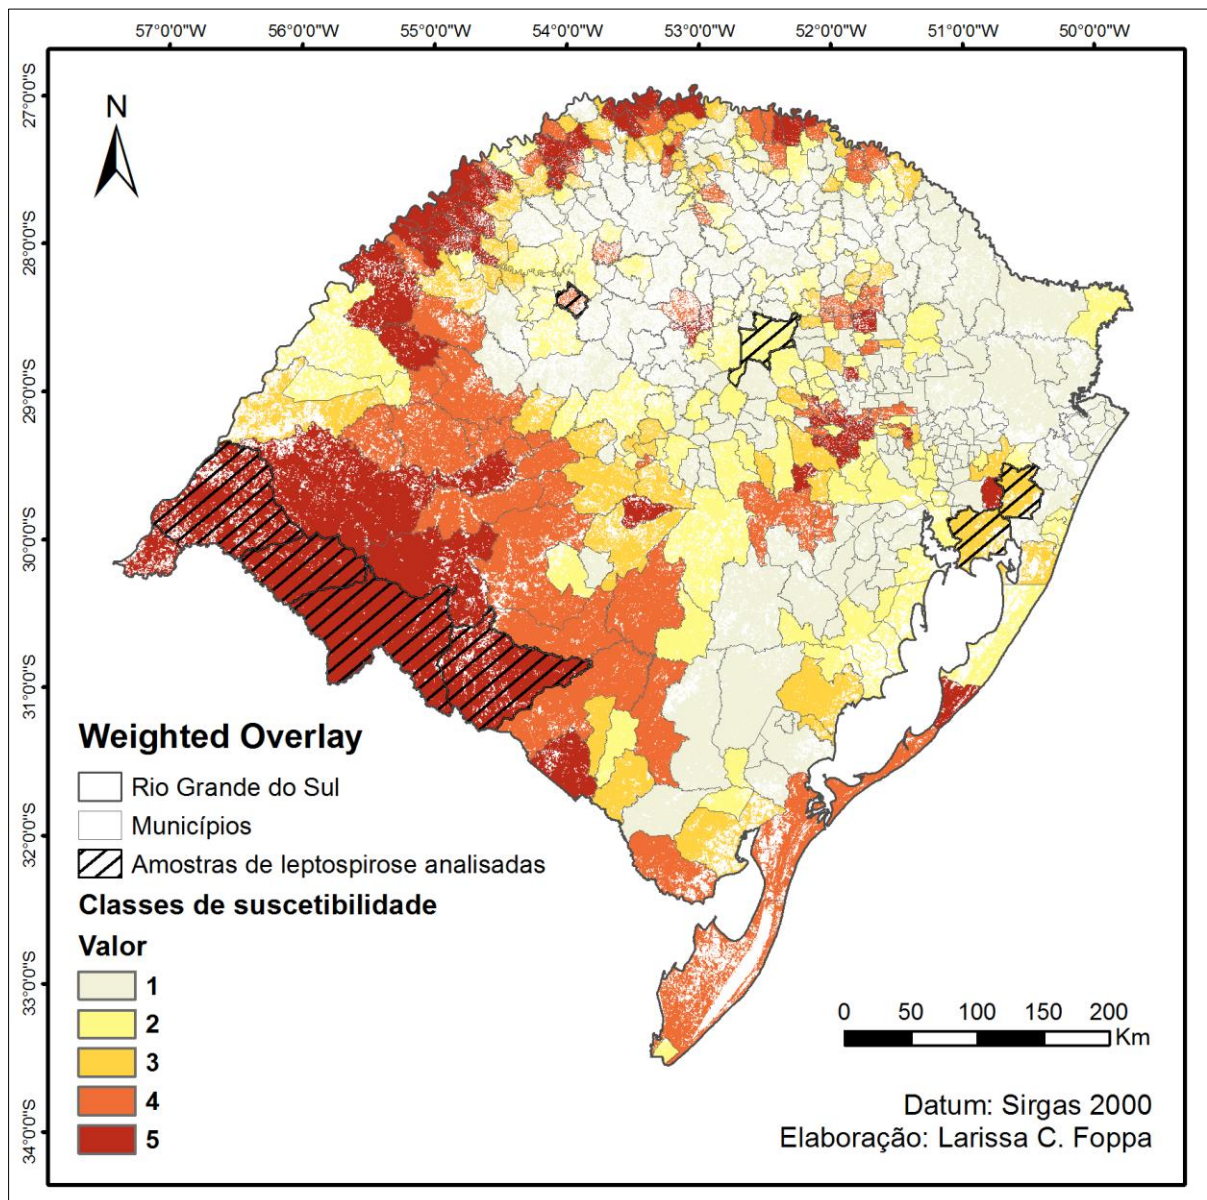 57°0'0"W 56°0'0"W 55°0'0"W 54°0'0"W 53°0'0"W 52°0'0"W 51°0'0"W 50°0'0"W
27°0'0"S
28°0'0"S
29°0'0"S
30°0'0"S
31°0'0"S
32°0'0"S
33°0'0"S
34°0'0"S
N
Weighted Overlay
Rio Grande do Sul
Municípios
Amostras de leptospirose analisadas
Classes de suscetibilidade
Valor
1
2
3
4
5
0 50 100 150 200
Km
Datum: Sirgas 2000
Elaboração: Larissa C. Foppa